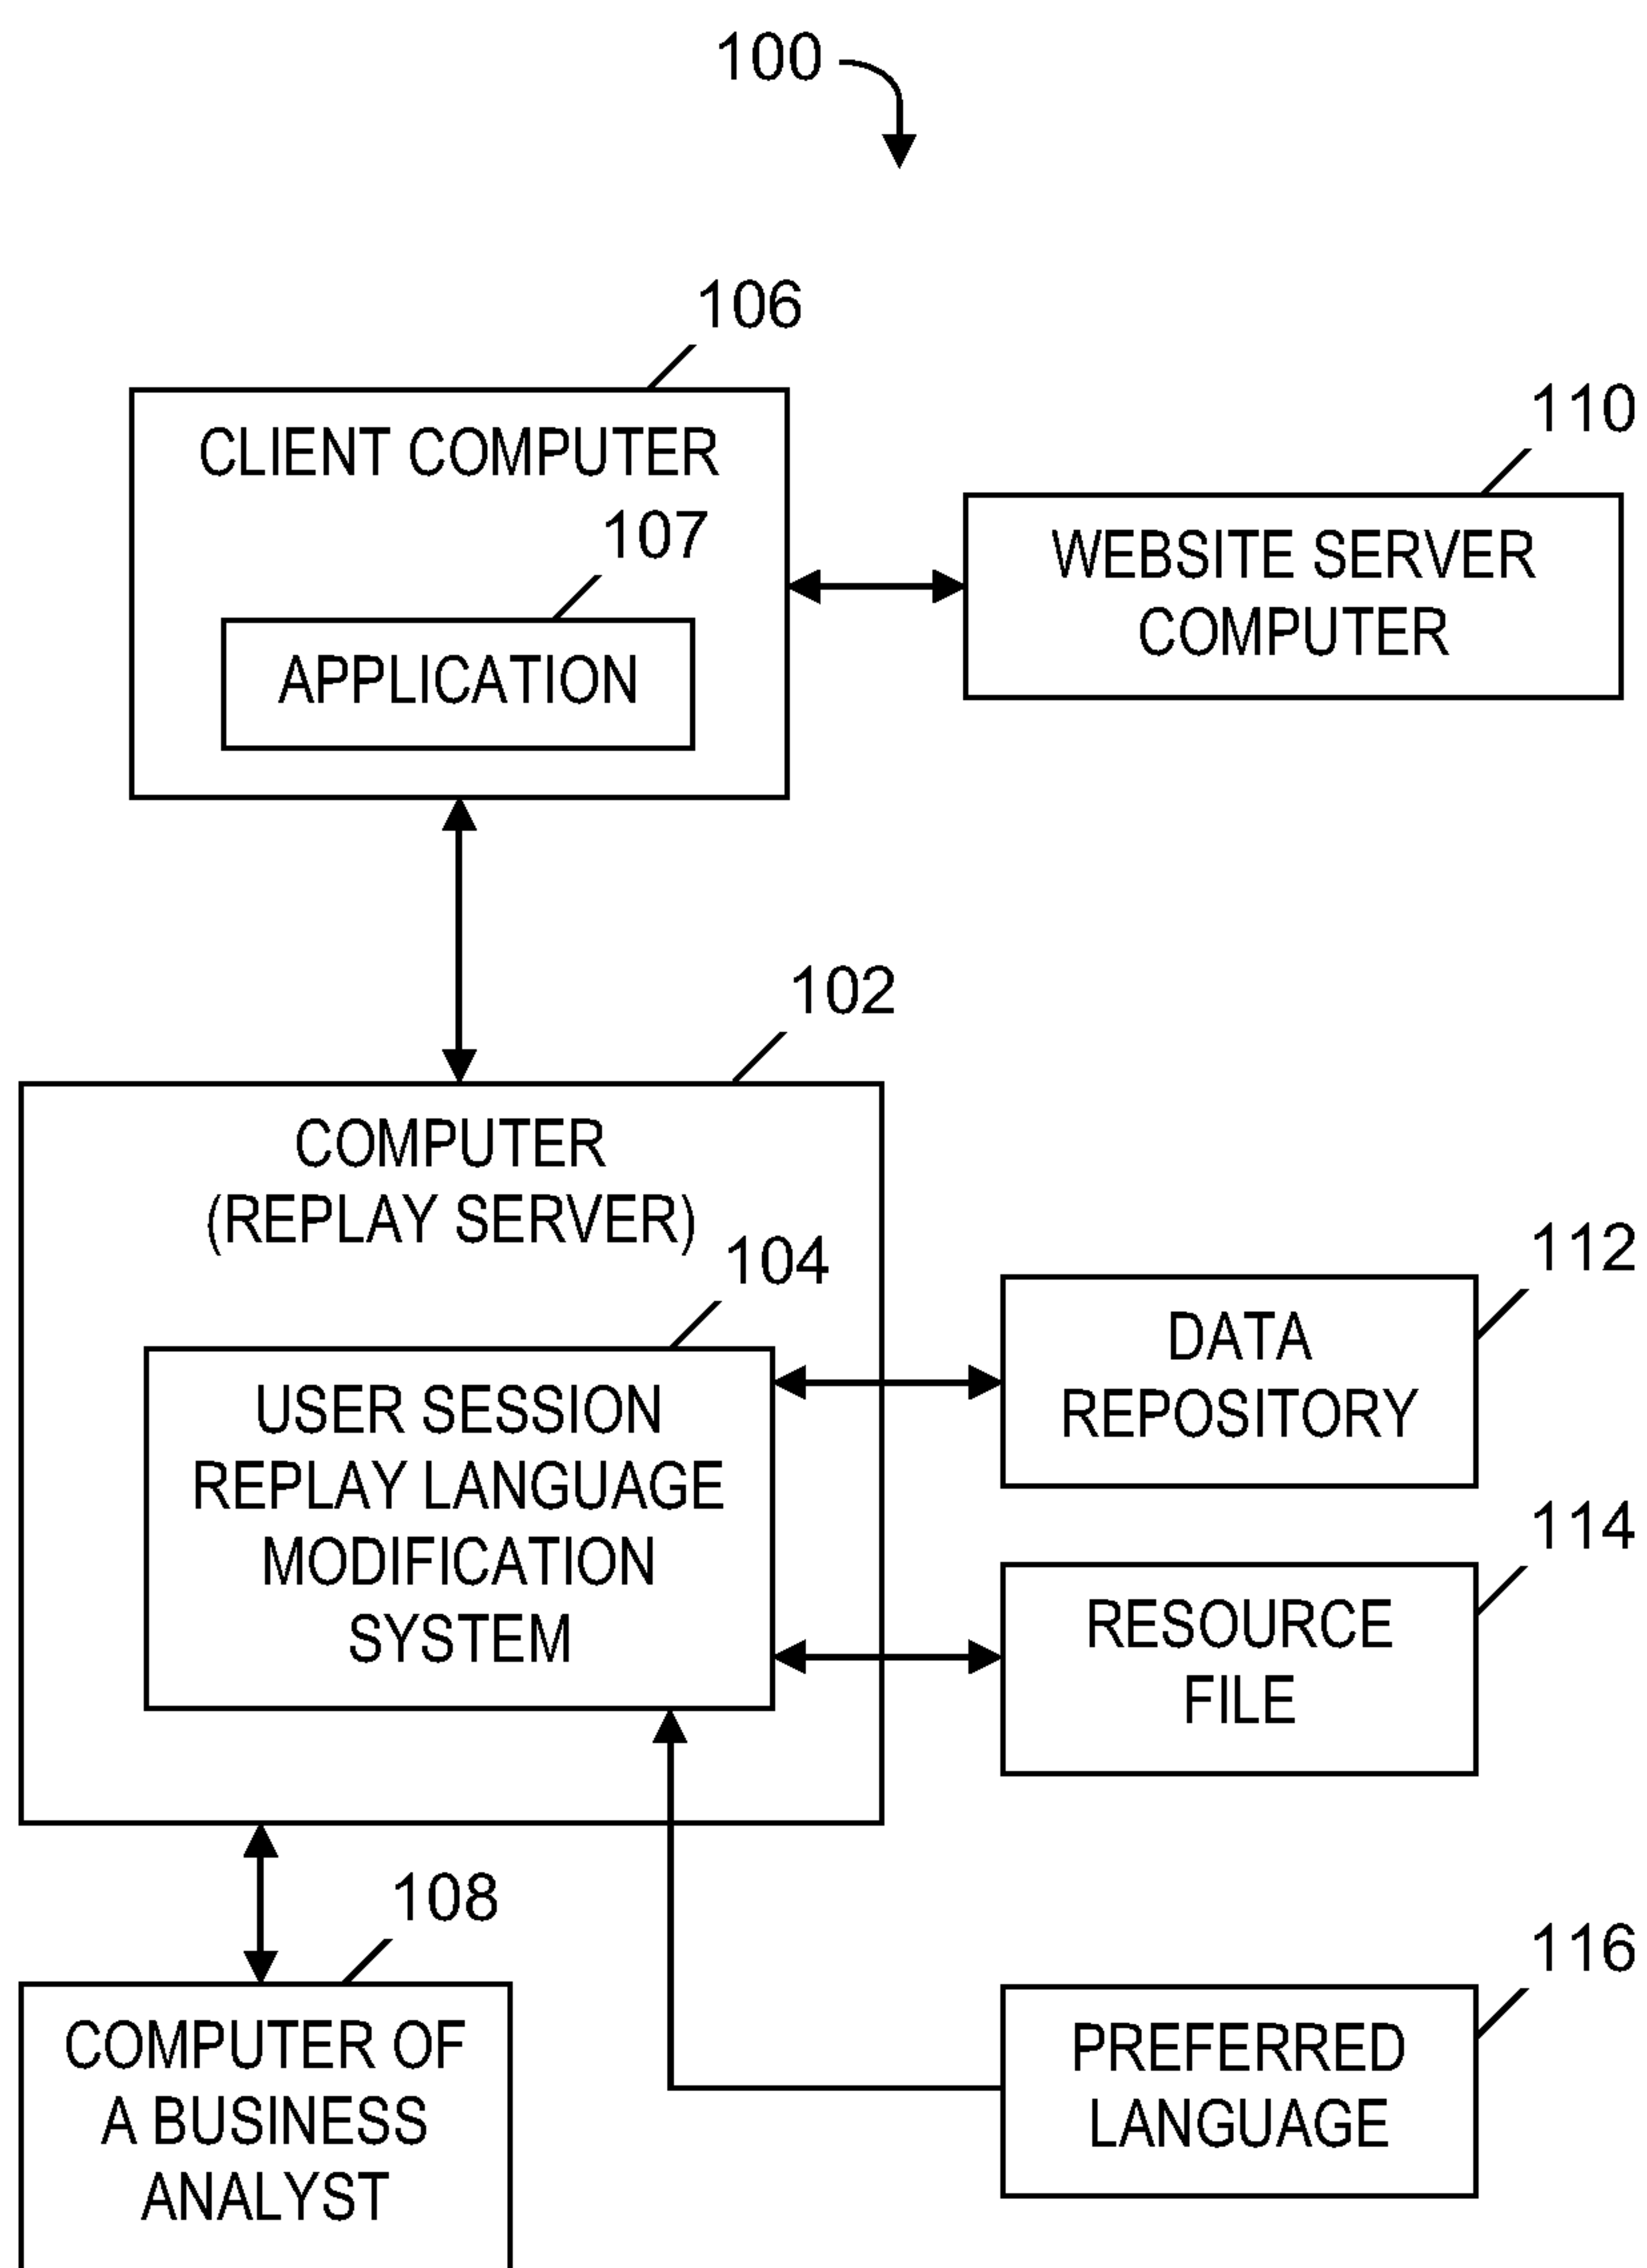 100
106
CLIENT COMPUTER
107
APPLICATION
110
WEBSITE SERVER
COMPUTER
102
COMPUTER
(REPLAY SERVER)
104
USER SESSION
REPLAY LANGUAGE
MODIFICATION
SYSTEM
112
DATA
REPOSITORY
114
RESOURCE
FILE
108
COMPUTER OF
A BUSINESS
ANALYST
116
PREFERRED
LANGUAGE